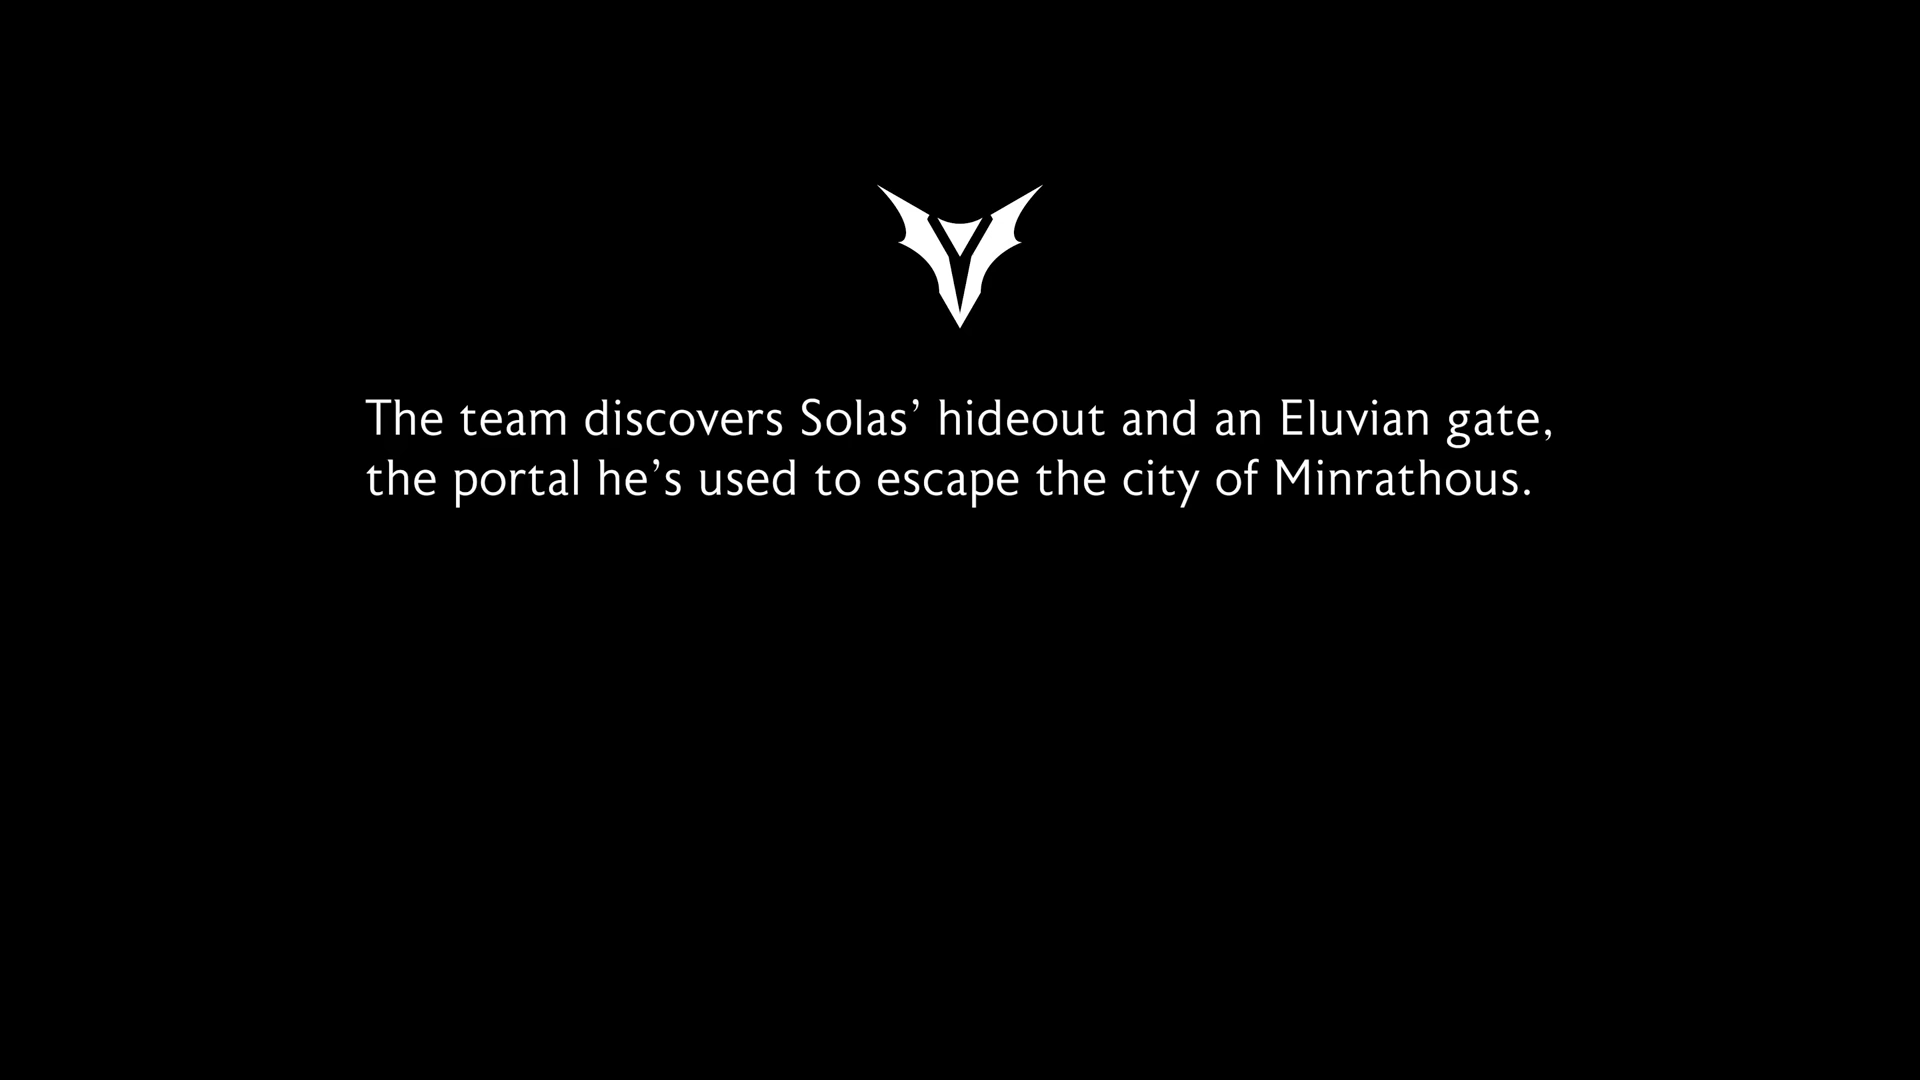 The team discovers Solas’ hideout and an Eluvian gate,
the portal he’s used to escape the city of Minrathous.